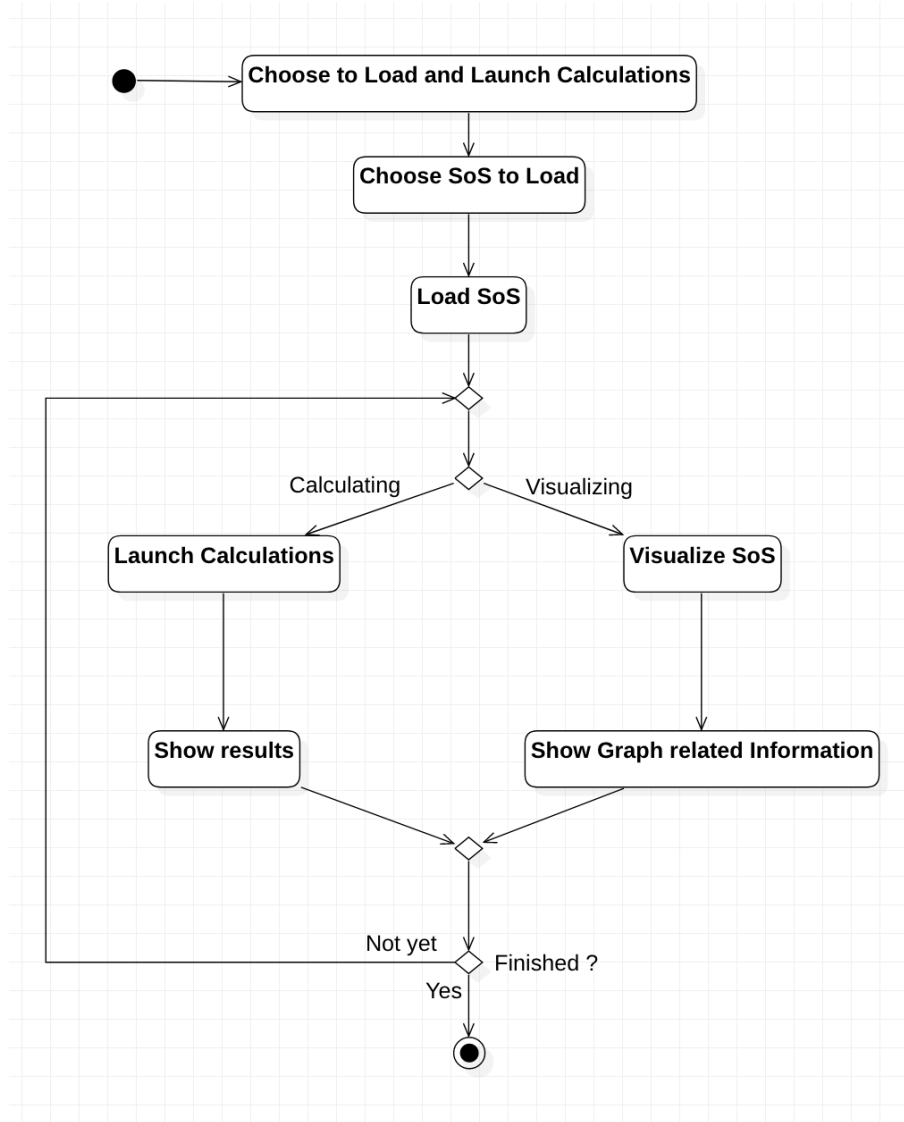 Choose to Load and Launch Calculations
Choose SoS to Load
Load SoS
Calculating
Visualizing
Launch Calculations
Visualize SoS
Show results
Show Graph related Information
Not yet
Finished ?
Yes